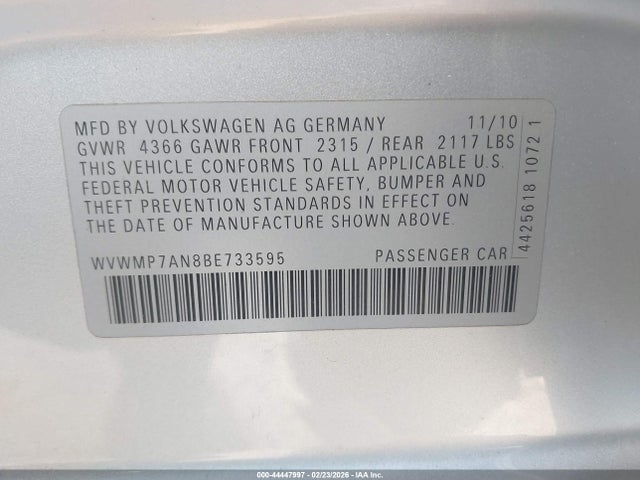 MFD BY VOLKSWAGEN AG GERMANY 11/10
GVWR 4366 GAWR FRONT 2315 / REAR 2117 LBS
THIS VEHICLE CONFORMS TO ALL APPLICABLE U.S.
FEDERAL MOTOR VEHICLE SAFETY, BUMPER AND
THEFT PREVENTION STANDARDS IN EFFECT ON
THE DATE OF MANUFACTURE SHOWN ABOVE.
WVWMP7AN8BE733595 PASSENGER CAR
4425618 1072 1
000-44447997 - 02/23/2026 - IAA Inc.